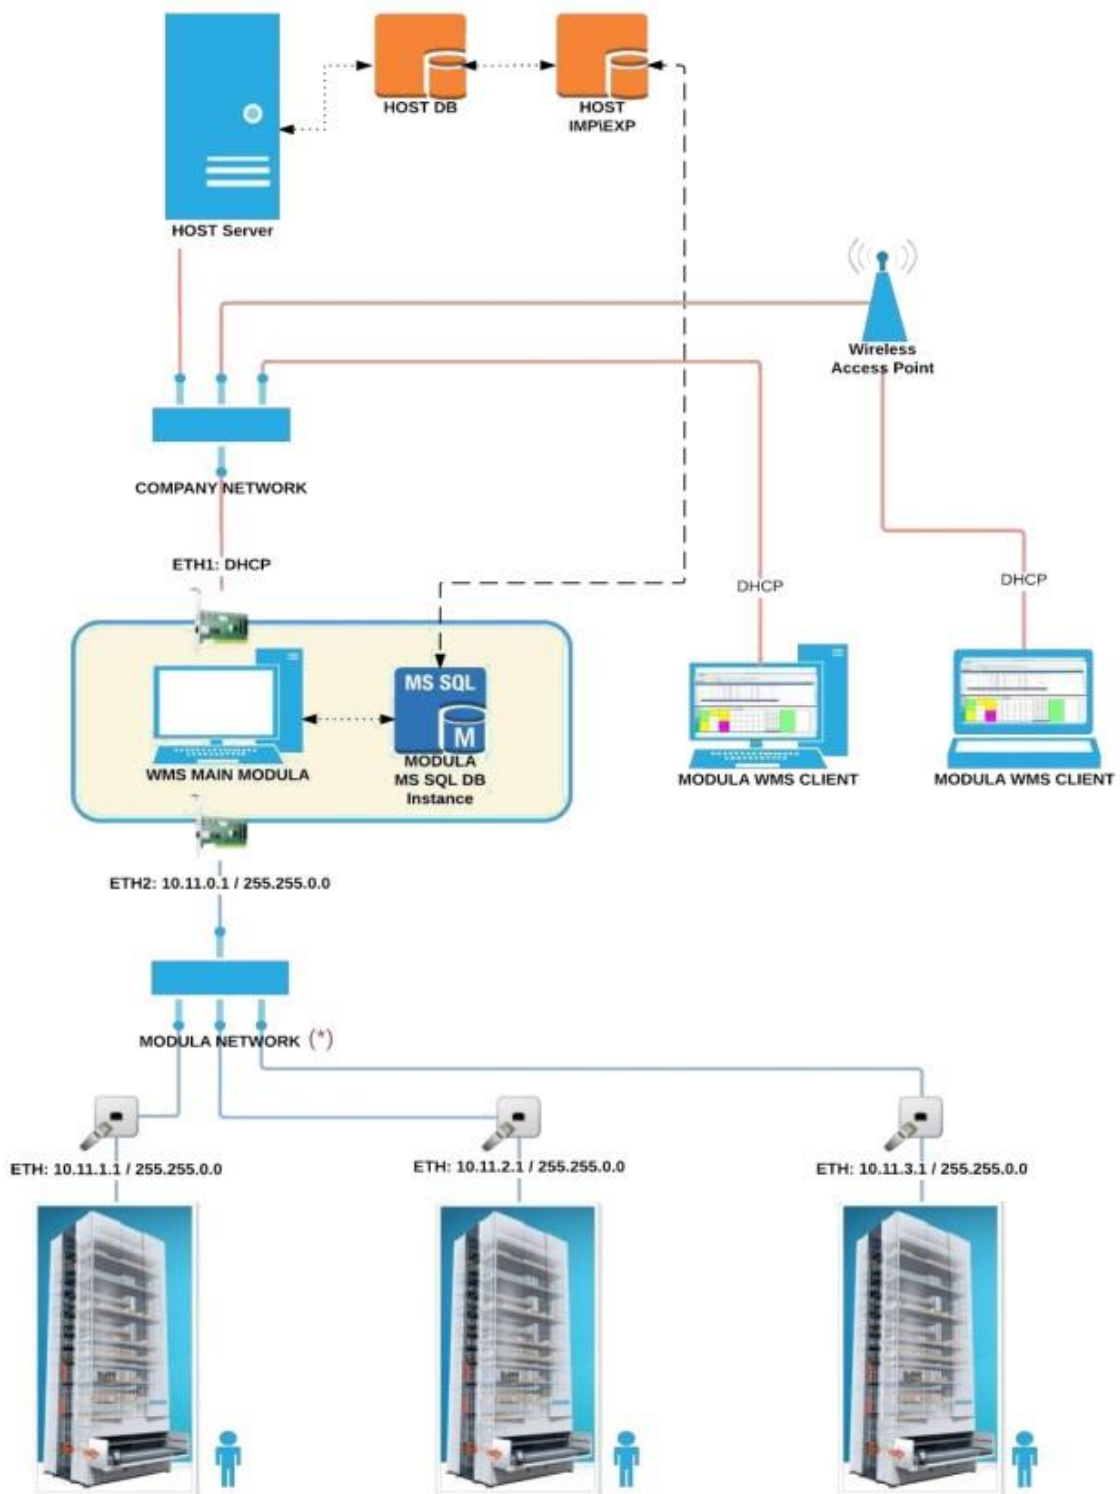 HOST DB
HOST
IMP\EXP
HOST Server
Wireless
Access Point
COMPANY NETWORK
ETH1: DHCP
DHCP
DHCP
MS SQL
M
WMS MAIN MODULA
MODULA
MS SQL DB
Instance
MODULA WMS CLIENT
MODULA WMS CLIENT
ETH2: 10.11.0.1 / 255.255.0.0
MODULA NETWORK (*)
ETH: 10.11.1.1 / 255.255.0.0
ETH: 10.11.2.1 / 255.255.0.0
ETH: 10.11.3.1 / 255.255.0.0